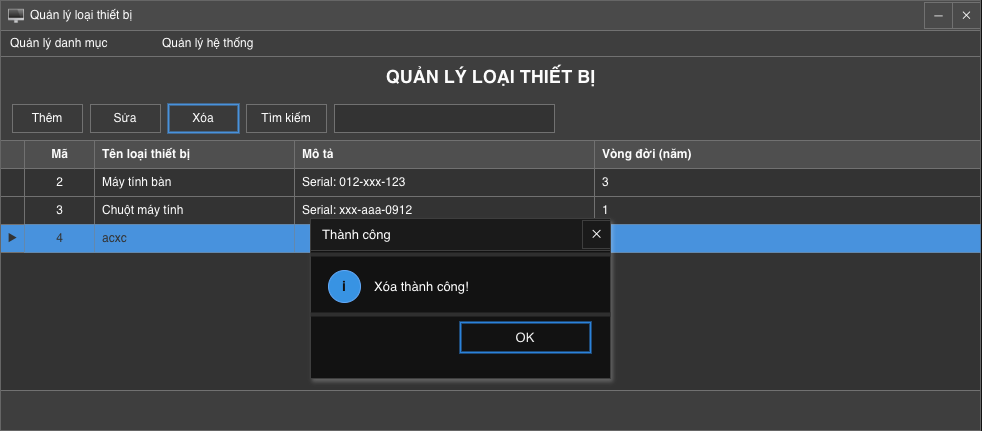 Quản lý loại thiết bị
Quản lý danh mục Quản lý hệ thống
QUẢN LÝ LOẠI THIẾT BỊ
Thêm Sửa Xóa Tìm kiếm
Mã Tên loại thiết bị Mô tả Vòng đời (năm)
2 Máy tính bàn Serial: 012-xxx-123 3
3 Chuột máy tính Serial: xxx-aaa-0912 1
4 acxc
Thành công
i Xóa thành công!
OK